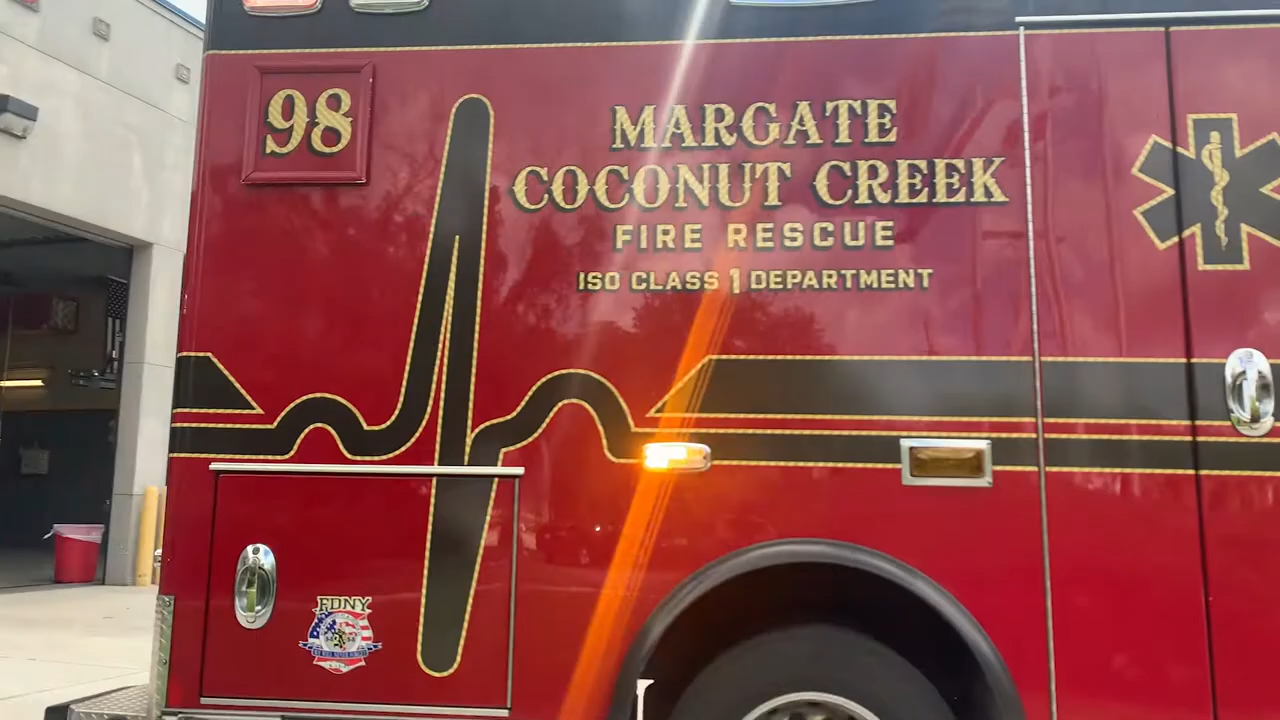 98
MARGATE
COCONUT CREEK
FIRE RESCUE
ISO CLASS 1 DEPARTMENT
FDNY